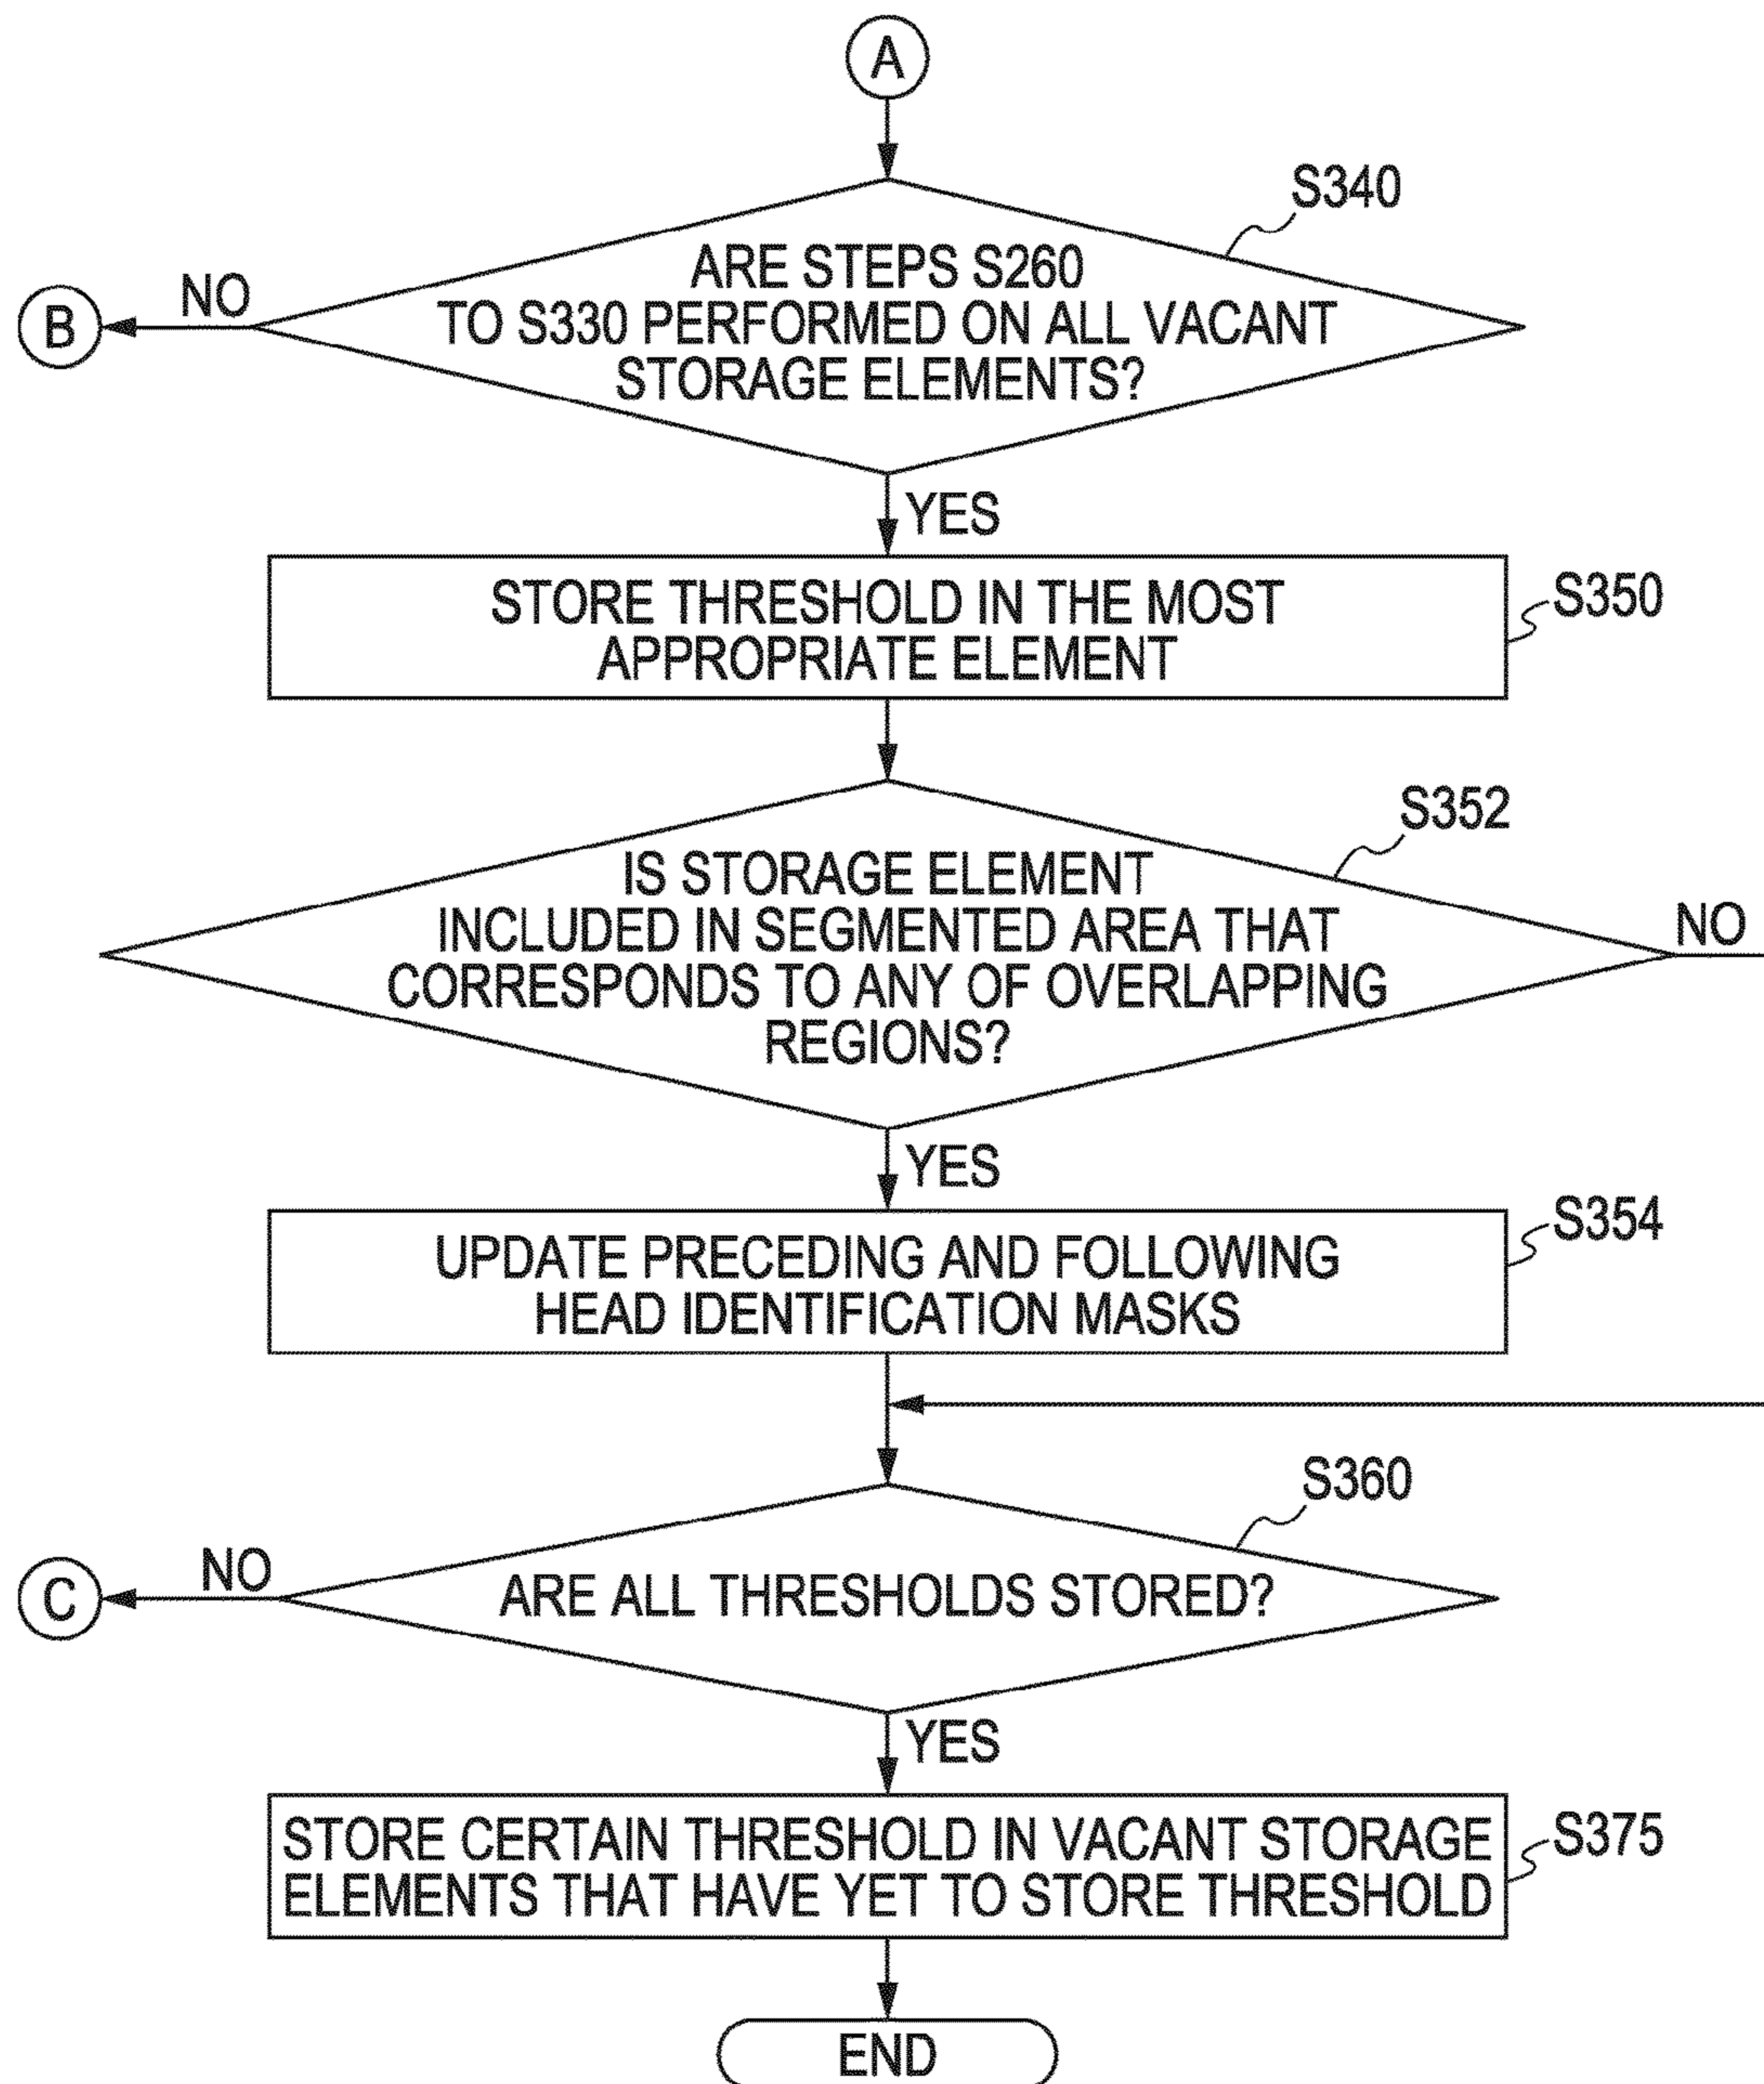 A
S340
ARE STEPS S260
TO S330 PERFORMED ON ALL VACANT
STORAGE ELEMENTS?
NO
B
YES
STORE THRESHOLD IN THE MOST
APPROPRIATE ELEMENT
S350
S352
IS STORAGE ELEMENT
INCLUDED IN SEGMENTED AREA THAT
CORRESPONDS TO ANY OF OVERLAPPING
REGIONS?
NO
YES
UPDATE PRECEDING AND FOLLOWING
HEAD IDENTIFICATION MASKS
S354
S360
ARE ALL THRESHOLDS STORED?
NO
C
YES
STORE CERTAIN THRESHOLD IN VACANT STORAGE
ELEMENTS THAT HAVE YET TO STORE THRESHOLD
S375
END